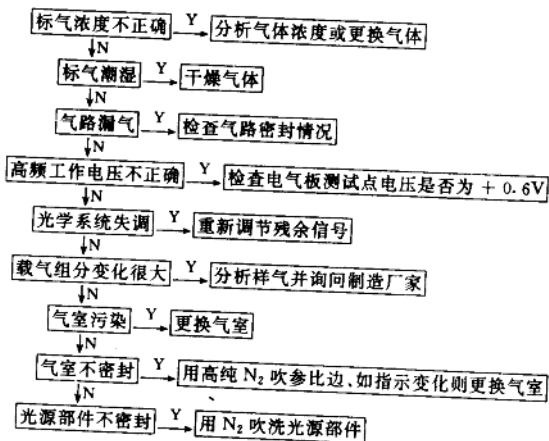 标气浓度不正确 Y 分析气体浓度或更换气体
N
标气潮湿 Y 干燥气体
N
气路漏气 Y 检查气路密封情况
N
高频工作电压不正确 Y 检查电气板测试点电压是否为 + 0.6V
N
光学系统失调 Y 重新调节残余信号
N
载气组分变化很大 Y 分析样气并询问制造厂家
N
气室污染 Y 更换气室
N
气室不密封 Y 用高纯 N₂ 吹参比边、如指示变化则更换气室
N
光源部件不密封 Y 用 N₂ 吹洗光源部件